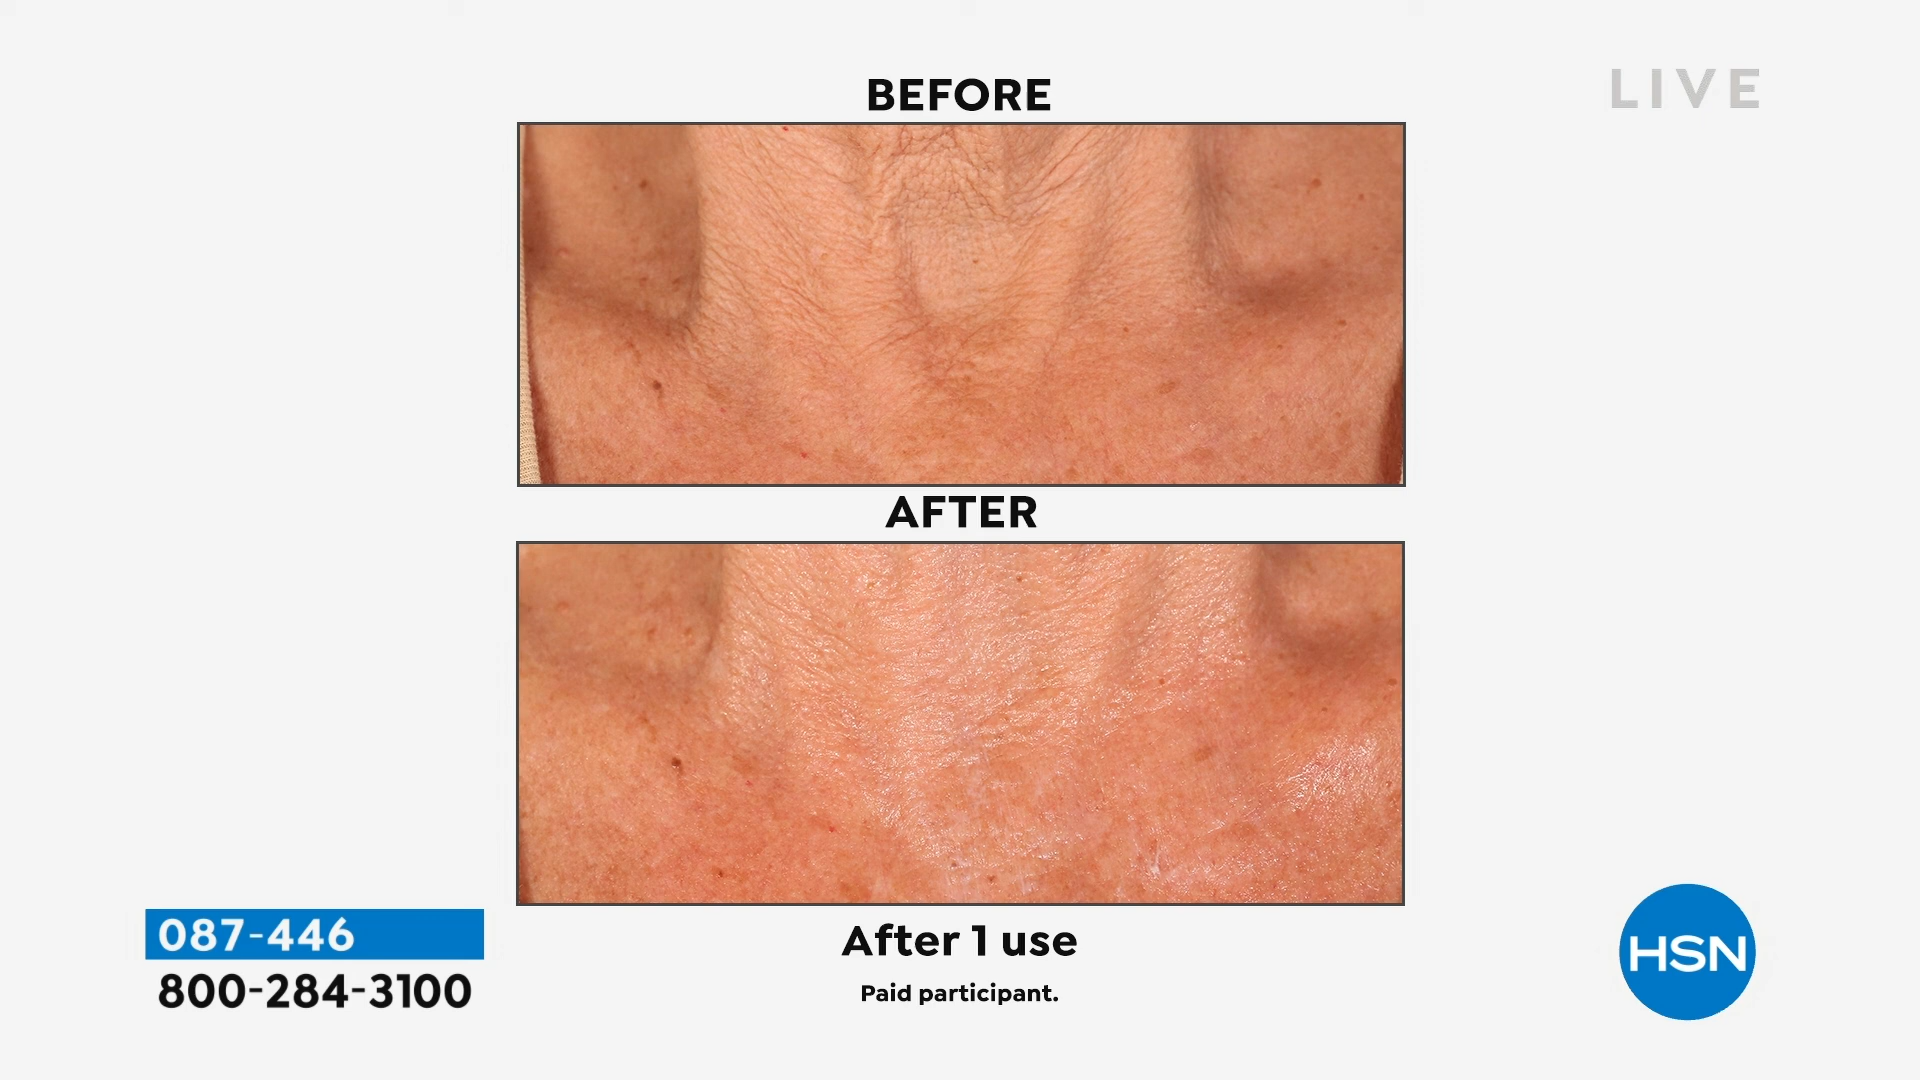 BEFORE
LIVE
AFTER
After 1 use
Paid participant.
087-446
800-284-3100
HSN